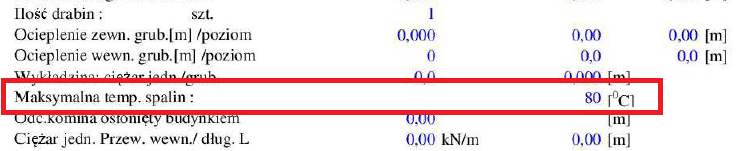 Ilość drabin : szt. 1
Ocieplenie zewn. grub.[m] /poziom 0,000 0,00 0,00 [m]
Ocieplenie wewn. grub.[m] /poziom 0 0,0 0,0 [m]
Wykładzina: ciężar jedn./grub. 0,0 0,000 [m]
Maksymalna temp. spalin : 80 [⁰C]
Odc.komina osłonięty budynkiem 0,00 [m]
Ciężar jedn. Przew. wewn./ dług. L 0,00 kN/m 0,00 [m]